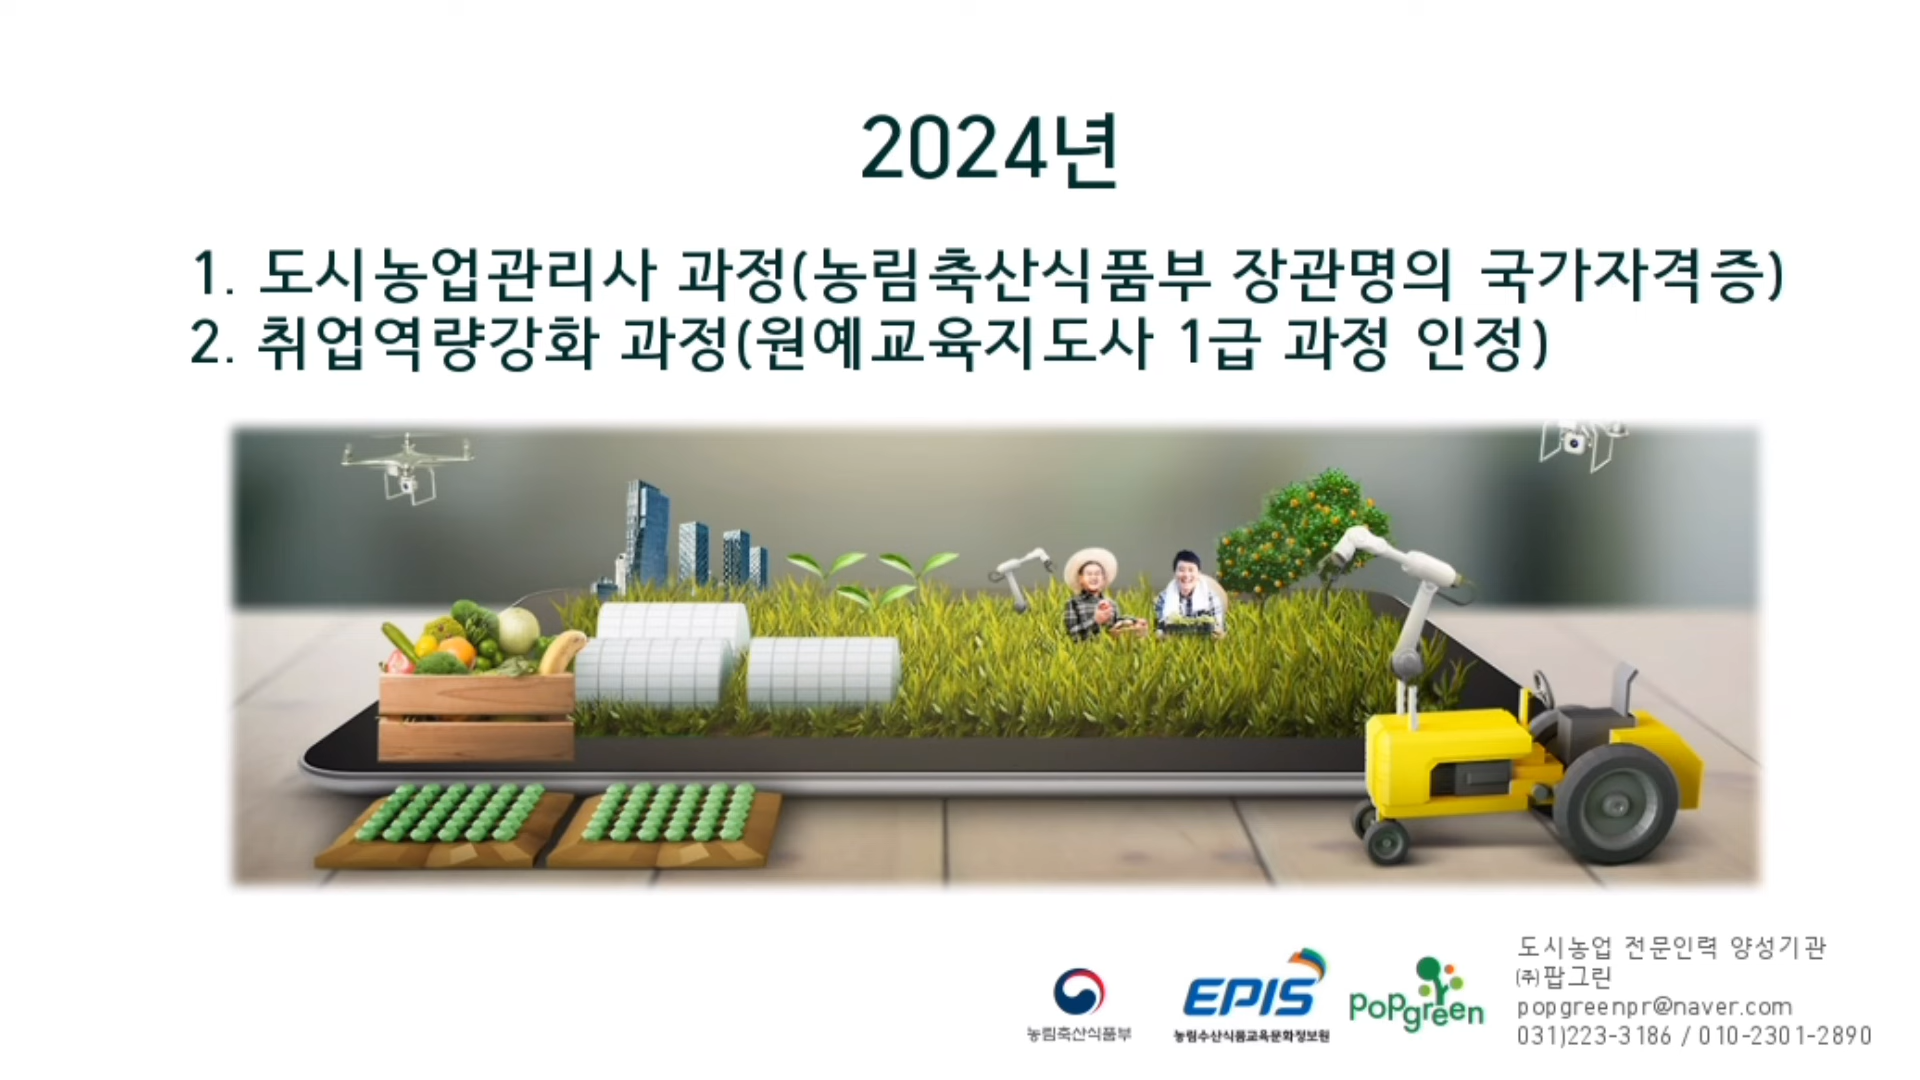 2024년
1. 도시농업관리사 과정(농림축산식품부 장관명의 국가자격증)
2. 취업역량강화 과정(원예교육지도사 1급 과정 인정)
농림축산식품부
EPIS
농림수산식품교육문화정보원
popgreen
도시농업 전문인력 양성기관
㈜팝그린
popgreenpr@naver.com
031)223-3186 / 010-2301-2890